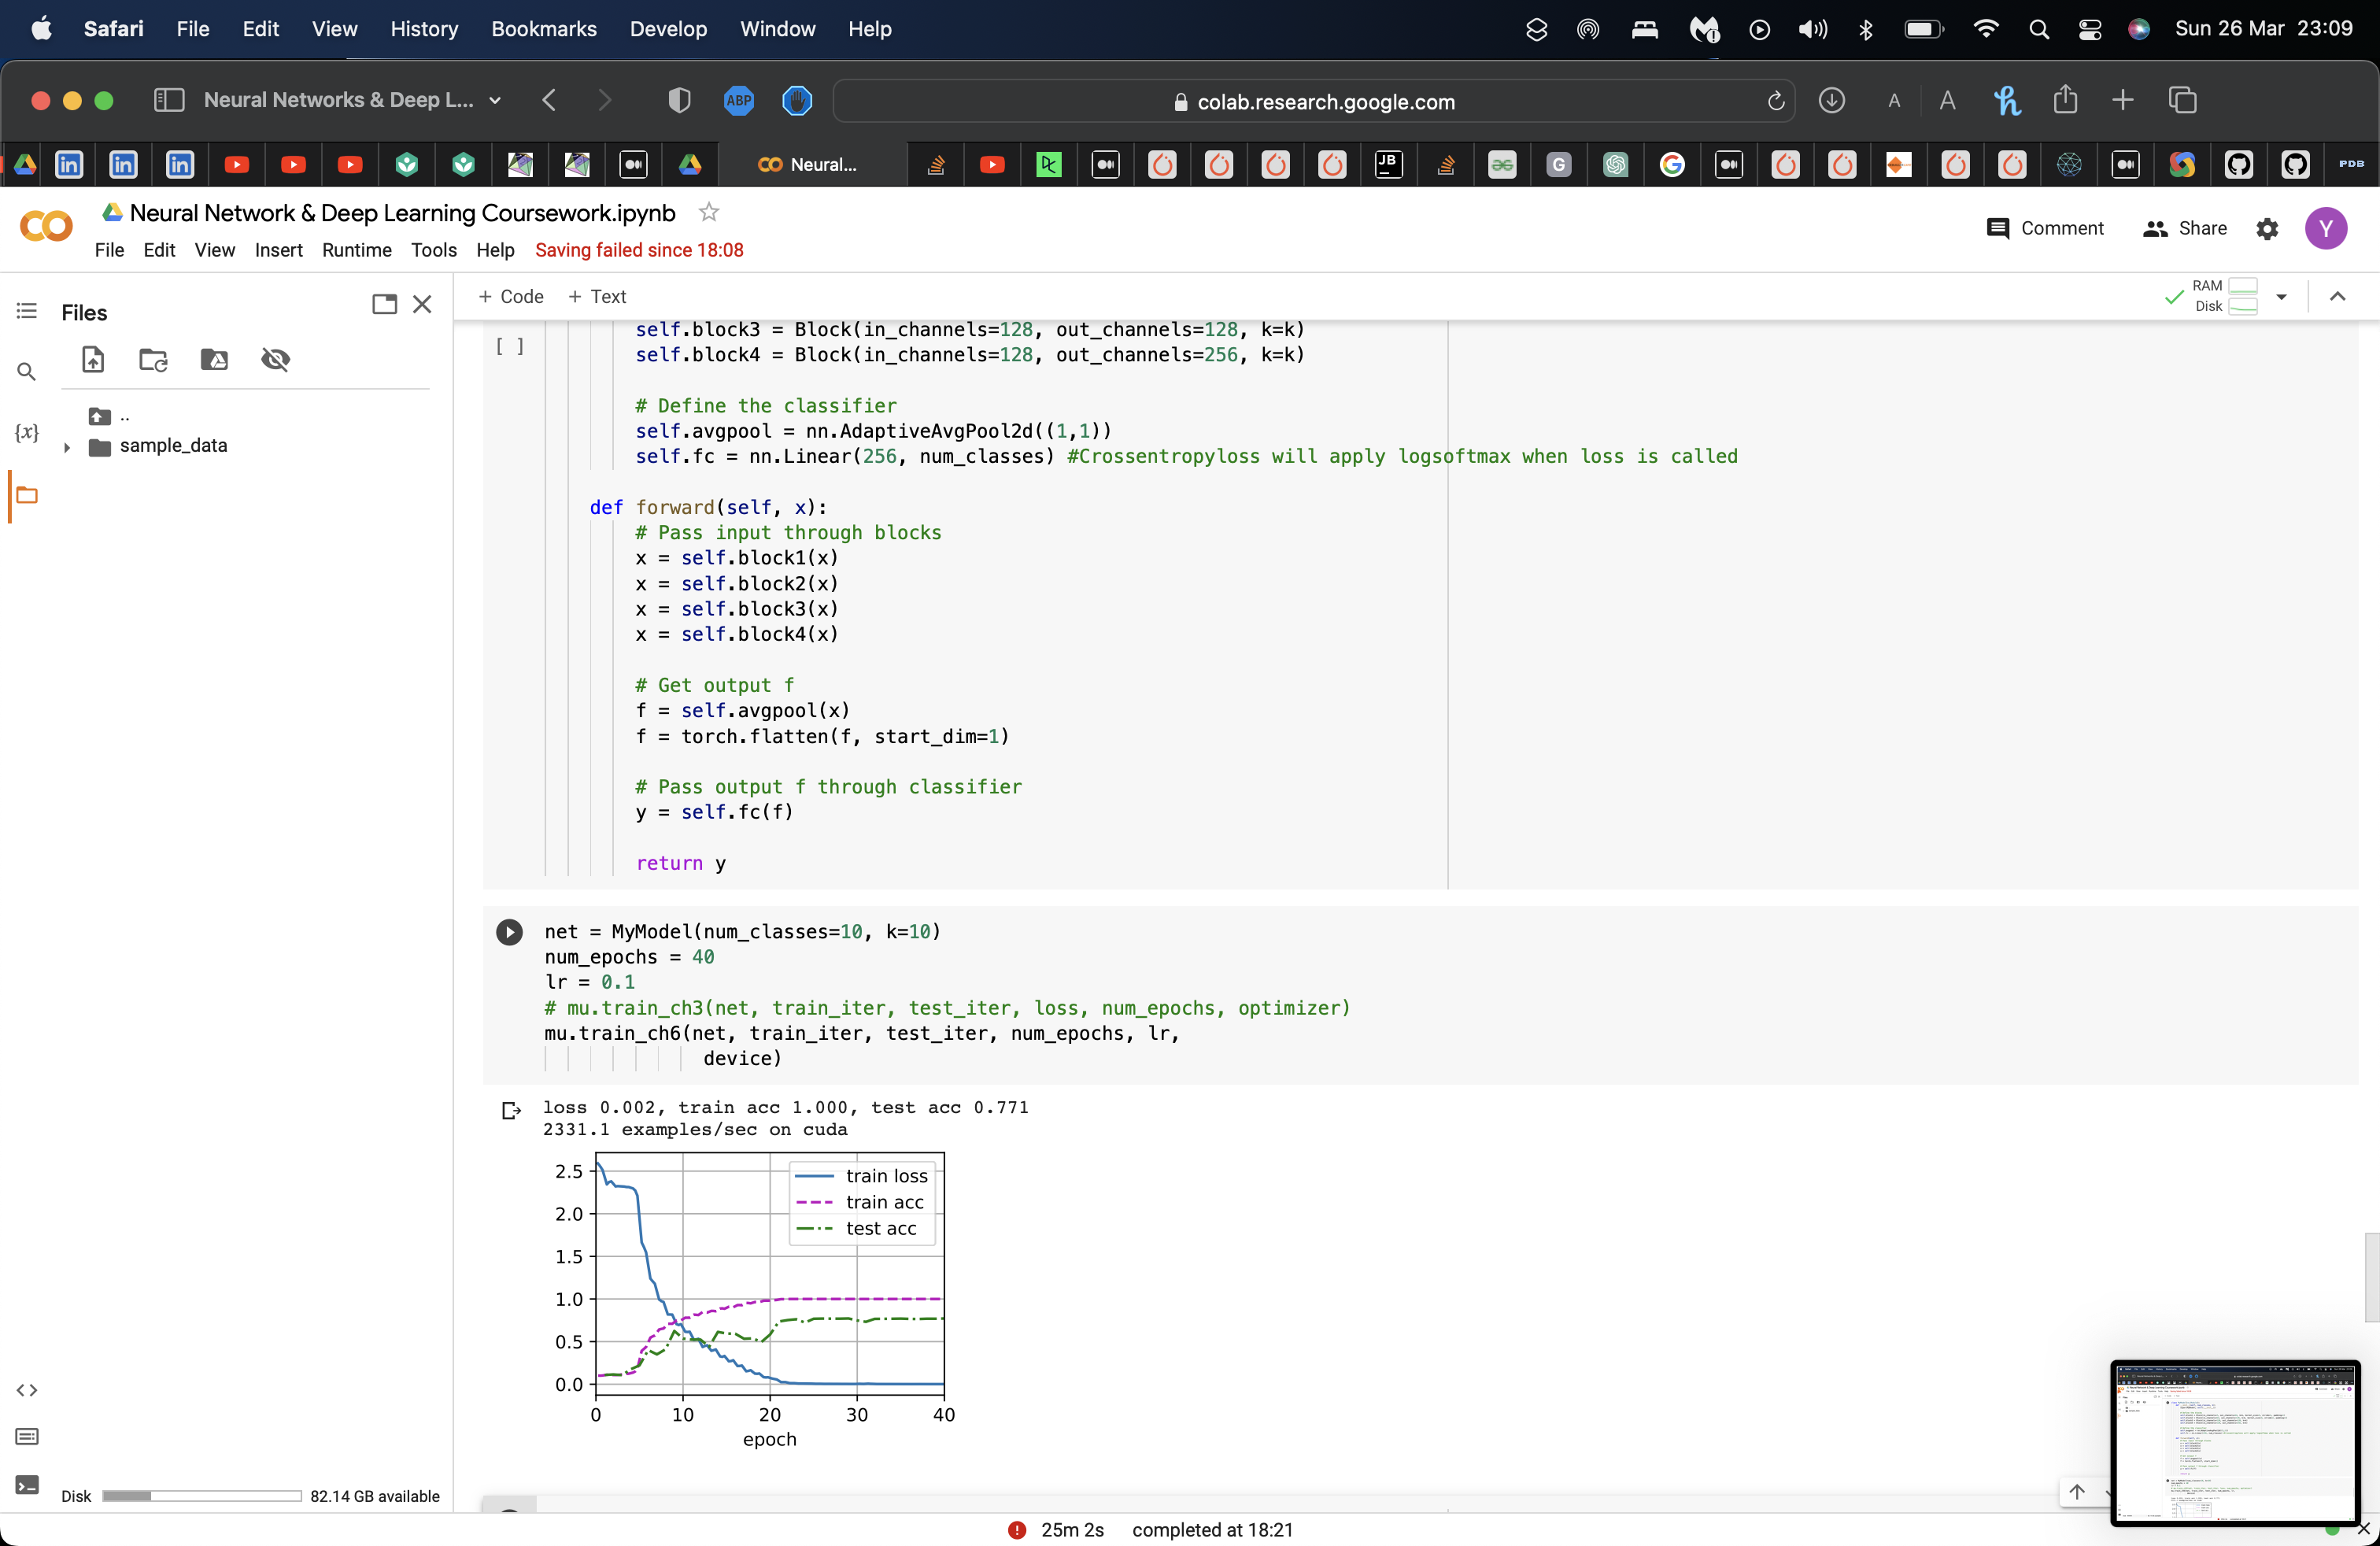 Safari File Edit View History Bookmarks Develop Window Help Sun 26 Mar 23:09
Neural Networks & Deep L... ABP colab.research.google.com A A
in in in Neural... JB G G PDB
Neural Network & Deep Learning Coursework.ipynb
Comment Share Y
File Edit View Insert Runtime Tools Help Saving failed since 18:08
Files
+ Code + Text
RAM
Disk
..
sample_data
{x}
[ ]
self.block3 = Block(in_channels=128, out_channels=128, k=k)
self.block4 = Block(in_channels=128, out_channels=256, k=k)
# Define the classifier
self.avgpool = nn.AdaptiveAvgPool2d((1,1))
self.fc = nn.Linear(256, num_classes) #Crossentropyloss will apply logsoftmax when loss is called
def forward(self, x):
# Pass input through blocks
x = self.block1(x)
x = self.block2(x)
x = self.block3(x)
x = self.block4(x)
# Get output f
f = self.avgpool(x)
f = torch.flatten(f, start_dim=1)
# Pass output f through classifier
y = self.fc(f)
return y
net = MyModel(num_classes=10, k=10)
num_epochs = 40
lr = 0.1
# mu.train_ch3(net, train_iter, test_iter, loss, num_epochs, optimizer)
mu.train_ch6(net, train_iter, test_iter, num_epochs, lr,
device)
loss 0.002, train acc 1.000, test acc 0.771
2331.1 examples/sec on cuda
2.5
2.0
1.5
1.0
0.5
0.0
train loss
train acc
test acc
0 10 20 30 40
epoch
Disk 82.14 GB available
25m 2s completed at 18:21